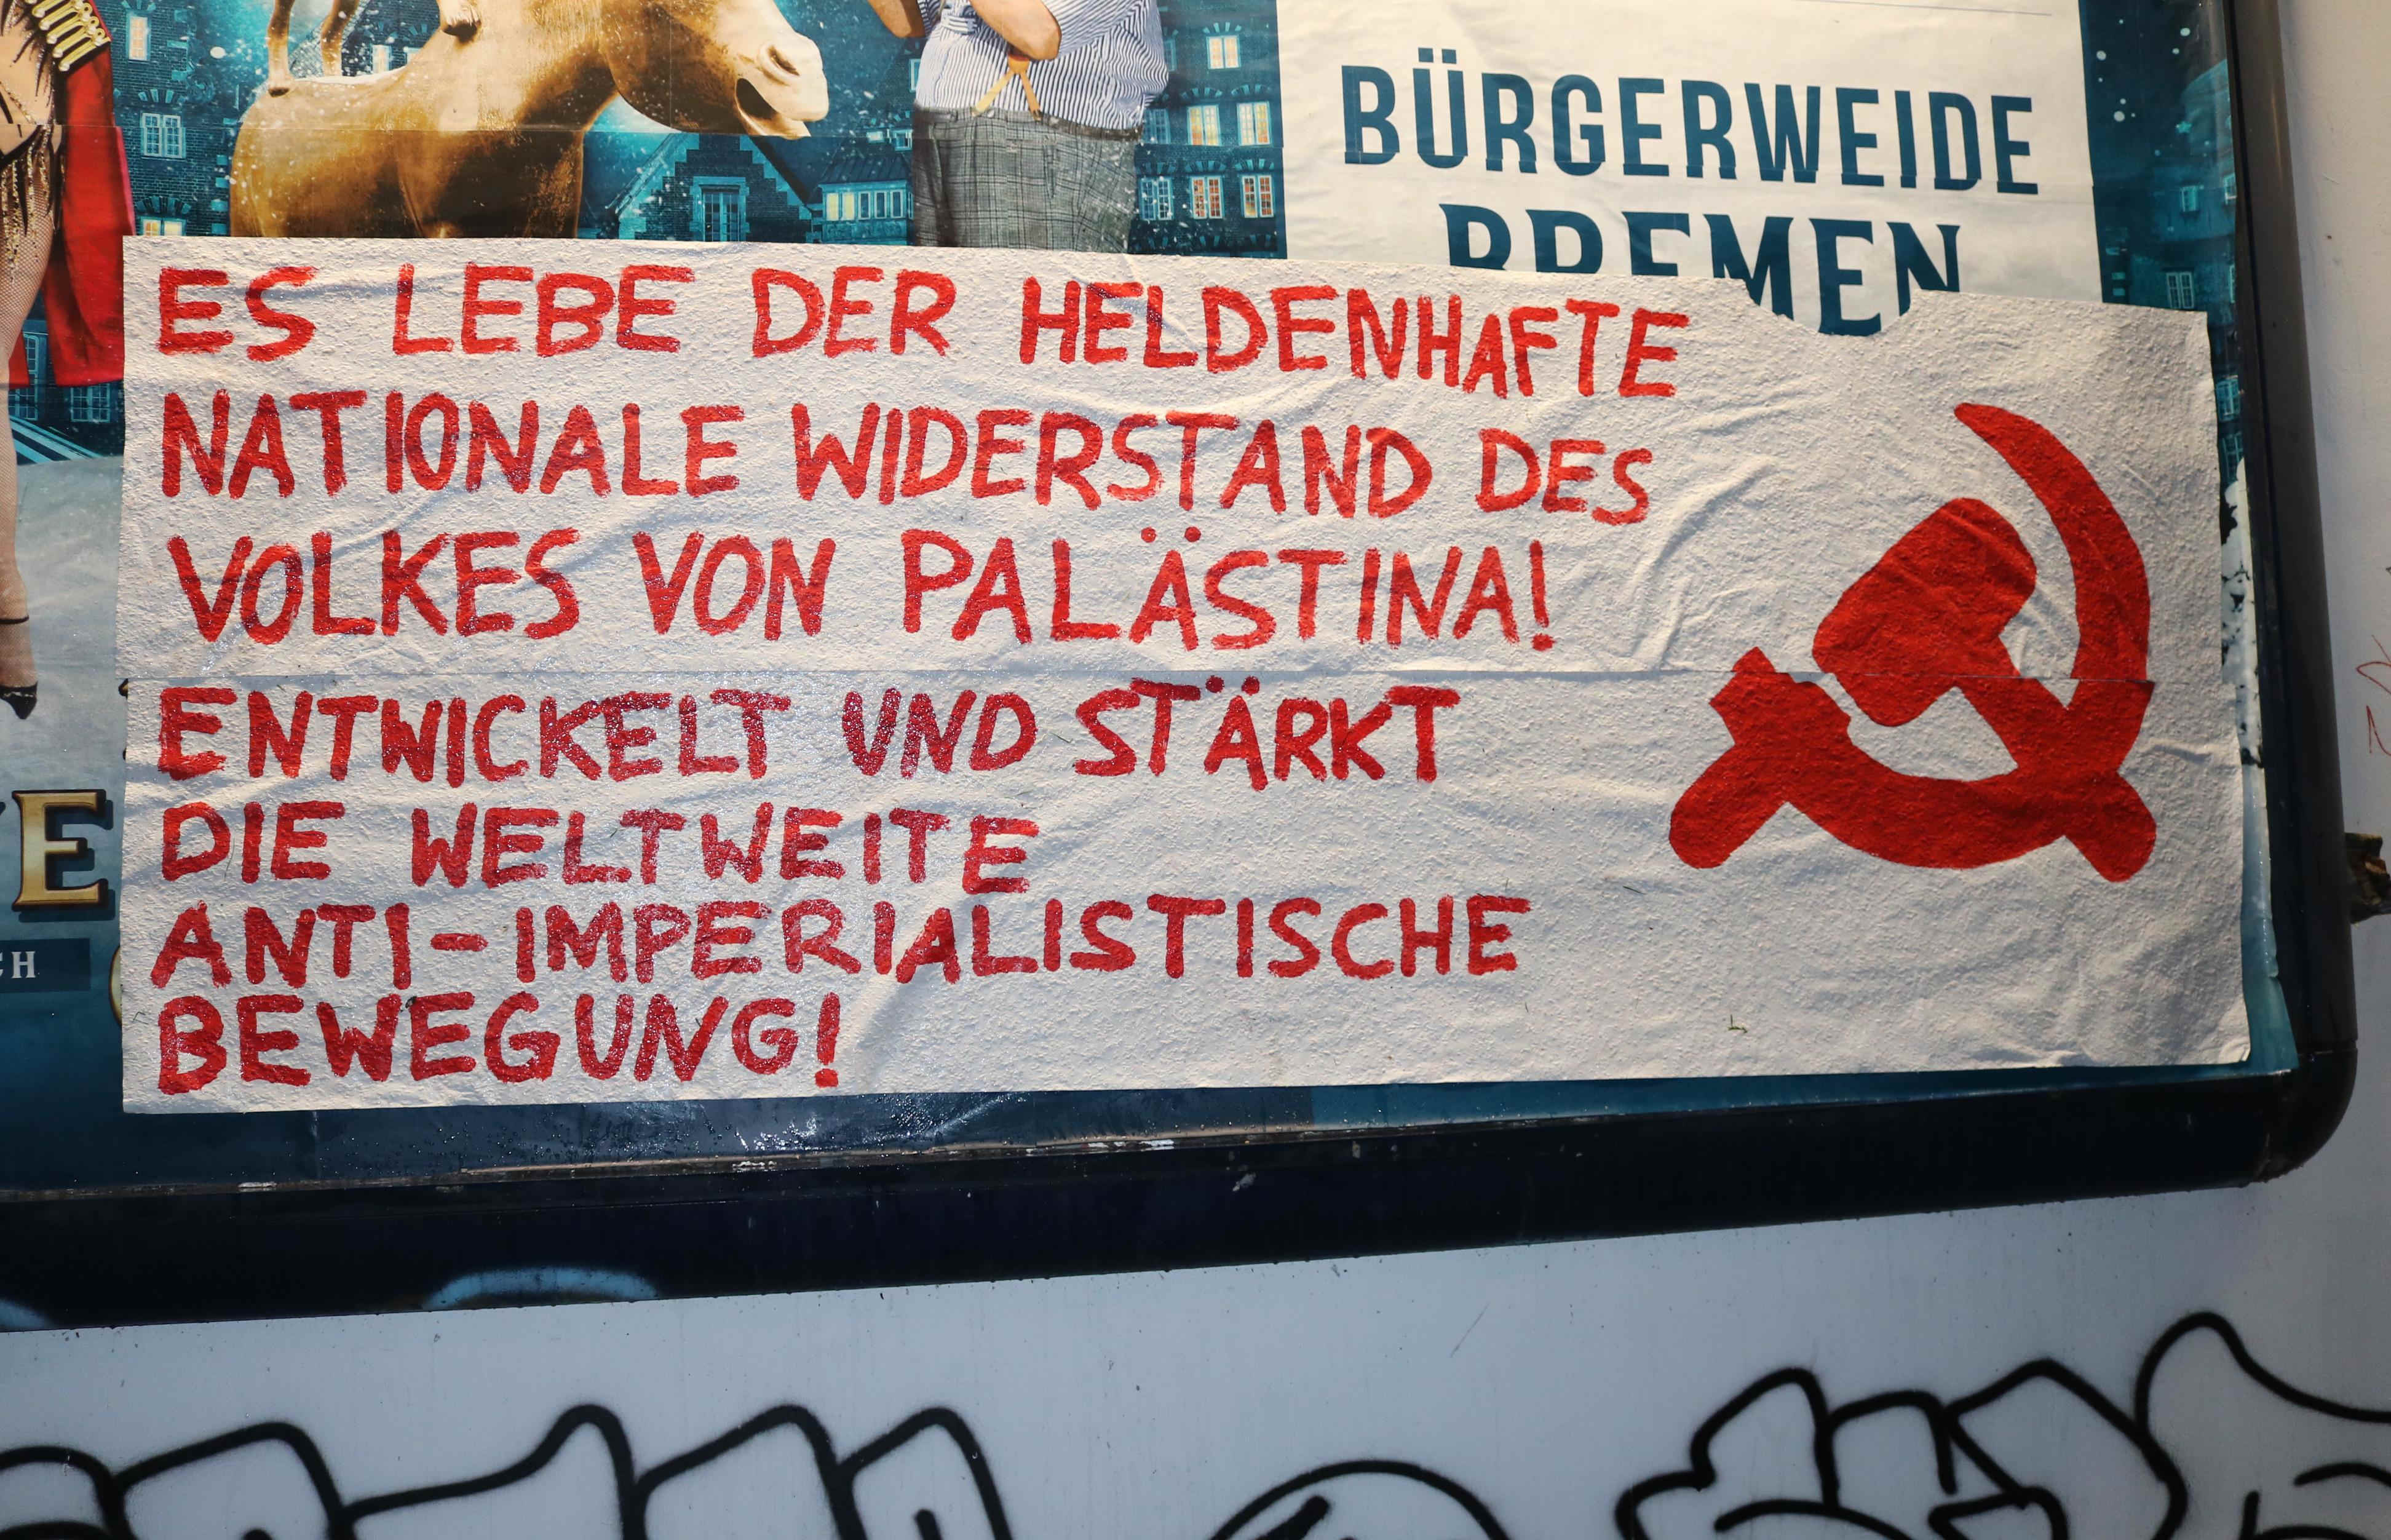 BÜRGERWEIDE
BREMEN
ES LEBE DER HELDENHAFTE
NATIONALE WIDERSTAND DES
VOLKES VON PALÄSTINA!
ENTWICKELT UND STÄRKT
DIE WELTWEITE
ANTI-IMPERIALISTISCHE
BEWEGUNG!